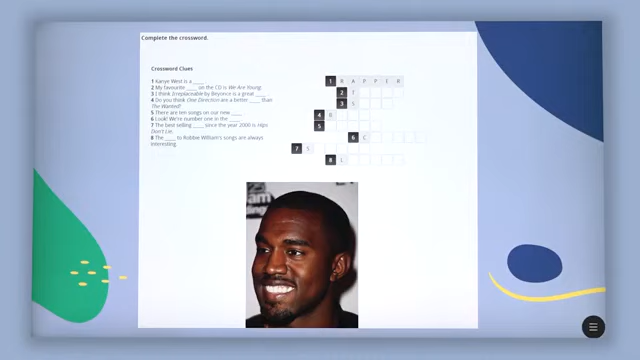 Complete the crossword.
Crossword Clues
1 Kanye West is a ____.
2 My favourite ____ on the CD is We Are Young.
3 I think Irreplaceable by Beyonce is a great ____.
4 Do you think One Direction are a better ____ than
The Wanted?
5 There are ten songs on our new ____.
6 Look! We're number one in the ____.
7 The best selling ____ since the year 2000 is Hips
Don't Lie.
8 The ____ to Robbie William's songs are always
interesting.
1 R A P P E R
2 T
3 S
4 B
5
6 C
7 S
8 L